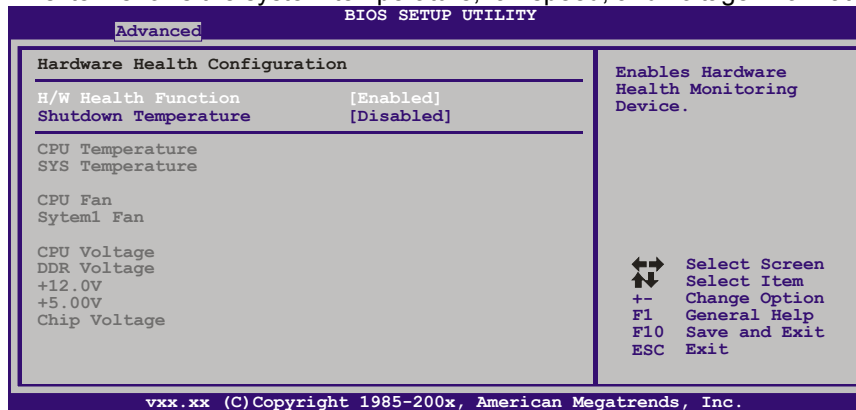 BIOS SETUP UTILITY
Advanced
Hardware Health Configuration
H/W Health Function [Enabled]
Shutdown Temperature [Disabled]
CPU Temperature
SYS Temperature
CPU Fan
Sytem1 Fan
CPU Voltage
DDR Voltage
+12.0V
+5.00V
Chip Voltage
Enables Hardware
Health Monitoring
Device.
Select Screen
Select Item
+- Change Option
F1 General Help
F10 Save and Exit
ESC Exit
vxx.xx (C)Copyright 1985-200x, American Megatrends, Inc.